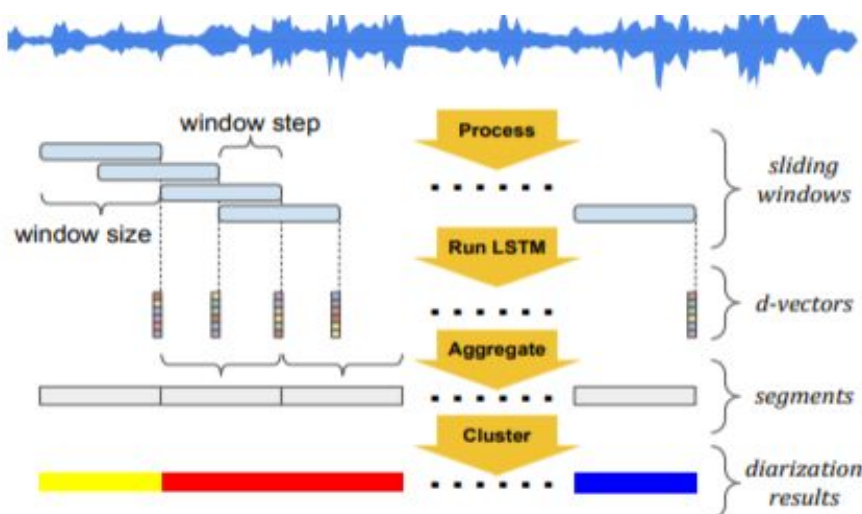 window step
Process
sliding
windows
window size
Run LSTM
d-vectors
Aggregate
segments
Cluster
diarization
results